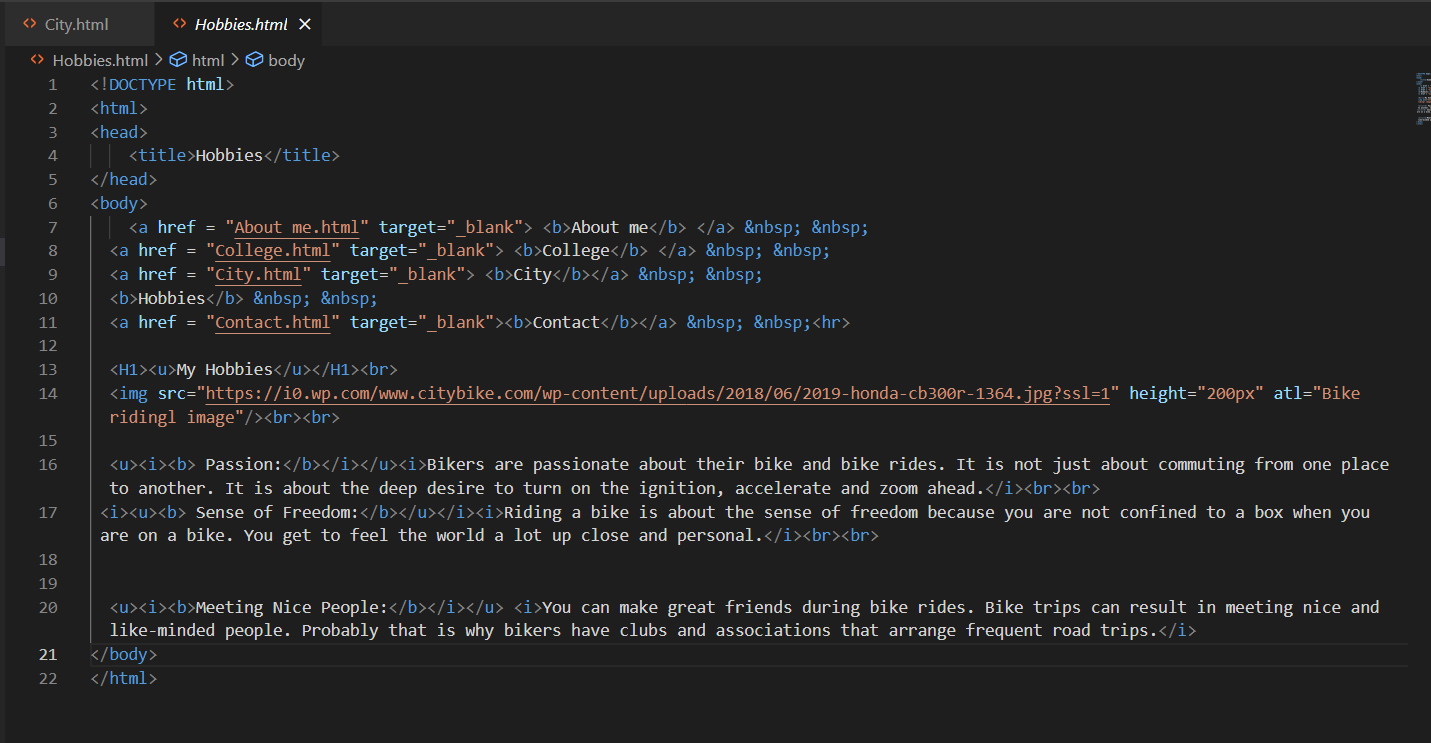 City.html
Hobbies.html
Hobbies.html > html > body
1 <!DOCTYPE html>
2 <html>
3 <head>
4 <title>Hobbies</title>
5 </head>
6 <body>
7 <a href = "About me.html" target="_blank"> <b>About me</b> </a> &nbsp; &nbsp;
8 <a href = "College.html" target="_blank"> <b>College</b> </a> &nbsp; &nbsp;
9 <a href = "City.html" target="_blank"> <b>City</b></a> &nbsp; &nbsp;
10 <b>Hobbies</b> &nbsp; &nbsp;
11 <a href = "Contact.html" target="_blank"><b>Contact</b></a> &nbsp; &nbsp;<hr>
12
13 <H1><u>My Hobbies</u></H1><br>
14 <img src="https://i0.wp.com/www.citybike.com/wp-content/uploads/2018/06/2019-honda-cb300r-1364.jpg?ssl=1" height="200px" atl="Bike
ridingl image"/><br><br>
15
16 <u><i><b> Passion:</b></i></u><i>Bikers are passionate about their bike and bike rides. It is not just about commuting from one place
to another. It is about the deep desire to turn on the ignition, accelerate and zoom ahead.</i><br><br>
17 <i><u><b> Sense of Freedom:</b></u></i><i>Riding a bike is about the sense of freedom because you are not confined to a box when you
are on a bike. You get to feel the world a lot up close and personal.</i><br><br>
18
19
20 <u><i><b>Meeting Nice People:</b></i></u> <i>You can make great friends during bike rides. Bike trips can result in meeting nice and
like-minded people. Probably that is why bikers have clubs and associations that arrange frequent road trips.</i>
21 </body>
22 </html>